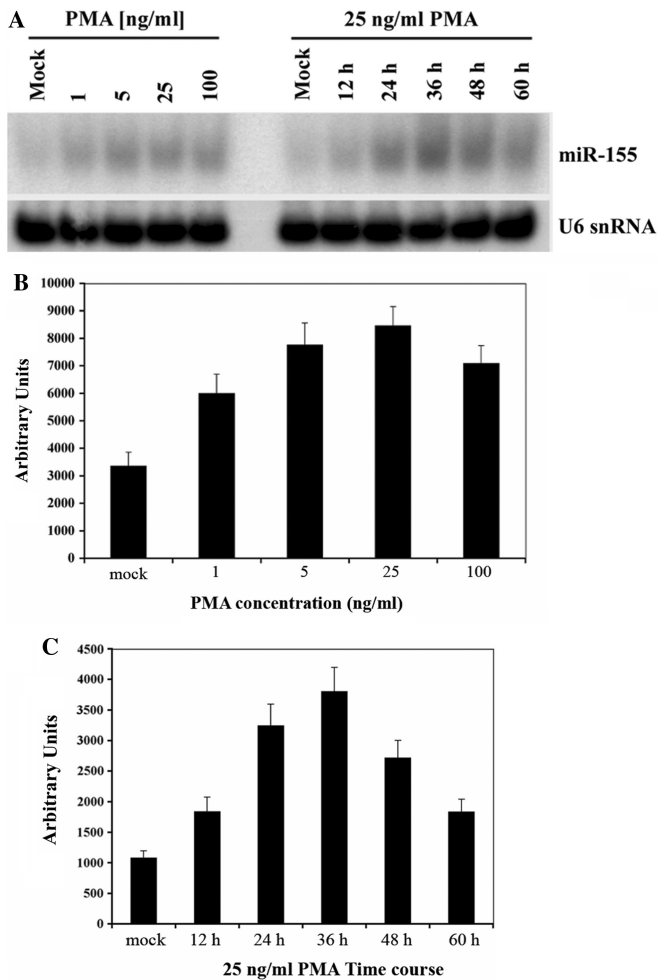 A
PMA [ng/ml]
25 ng/ml PMA
Mock
1
5
25
100
Mock
12 h
24 h
36 h
48 h
60 h
miR-155
U6 snRNA
B
10000
9000
8000
7000
6000
5000
4000
3000
2000
1000
0
Arbitrary Units
mock
1
5
25
100
PMA concentration (ng/ml)
C
4500
4000
3500
3000
2500
2000
1500
1000
500
0
Arbitrary Units
mock
12 h
24 h
36 h
48 h
60 h
25 ng/ml PMA Time course